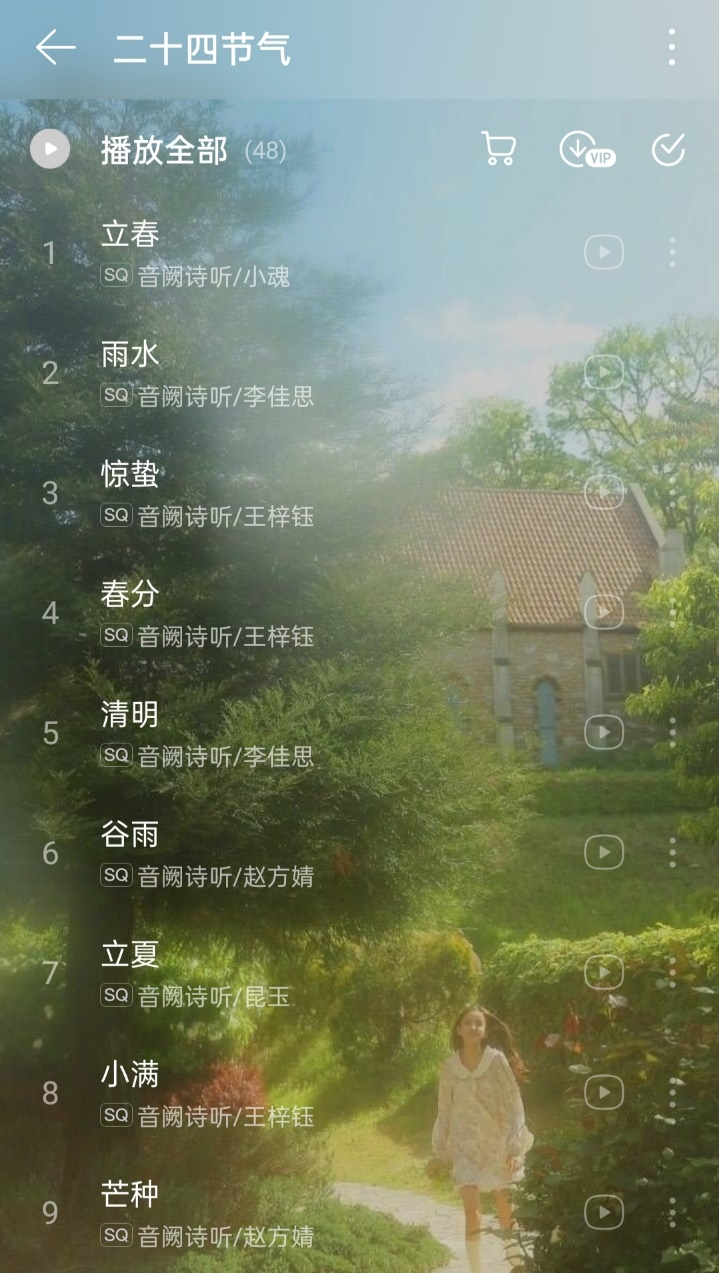 二十四节气
播放全部 (48)
VIP
1
立春
SQ 音阙诗听/小魂
2
雨水
SQ 音阙诗听/李佳思
3
惊蛰
SQ 音阙诗听/王梓钰
4
春分
SQ 音阙诗听/王梓钰
5
清明
SQ 音阙诗听/李佳思
6
谷雨
SQ 音阙诗听/赵方婧
7
立夏
SQ 音阙诗听/昆玉
8
小满
SQ 音阙诗听/王梓钰
9
芒种
SQ 音阙诗听/赵方婧